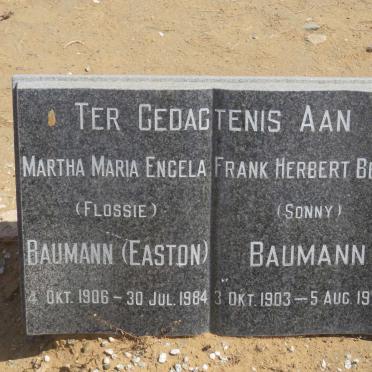 TER GEDAGTENIS AAN
MARTHA MARIA ENGELA
(FLOSSIE)
BAUMANN (EASTON)
4 OKT. 1906 - 30 JUL. 1984
FRANK HERBERT
(SONNY)
BAUMANN
3 OKT. 1903 - 5 AUG.